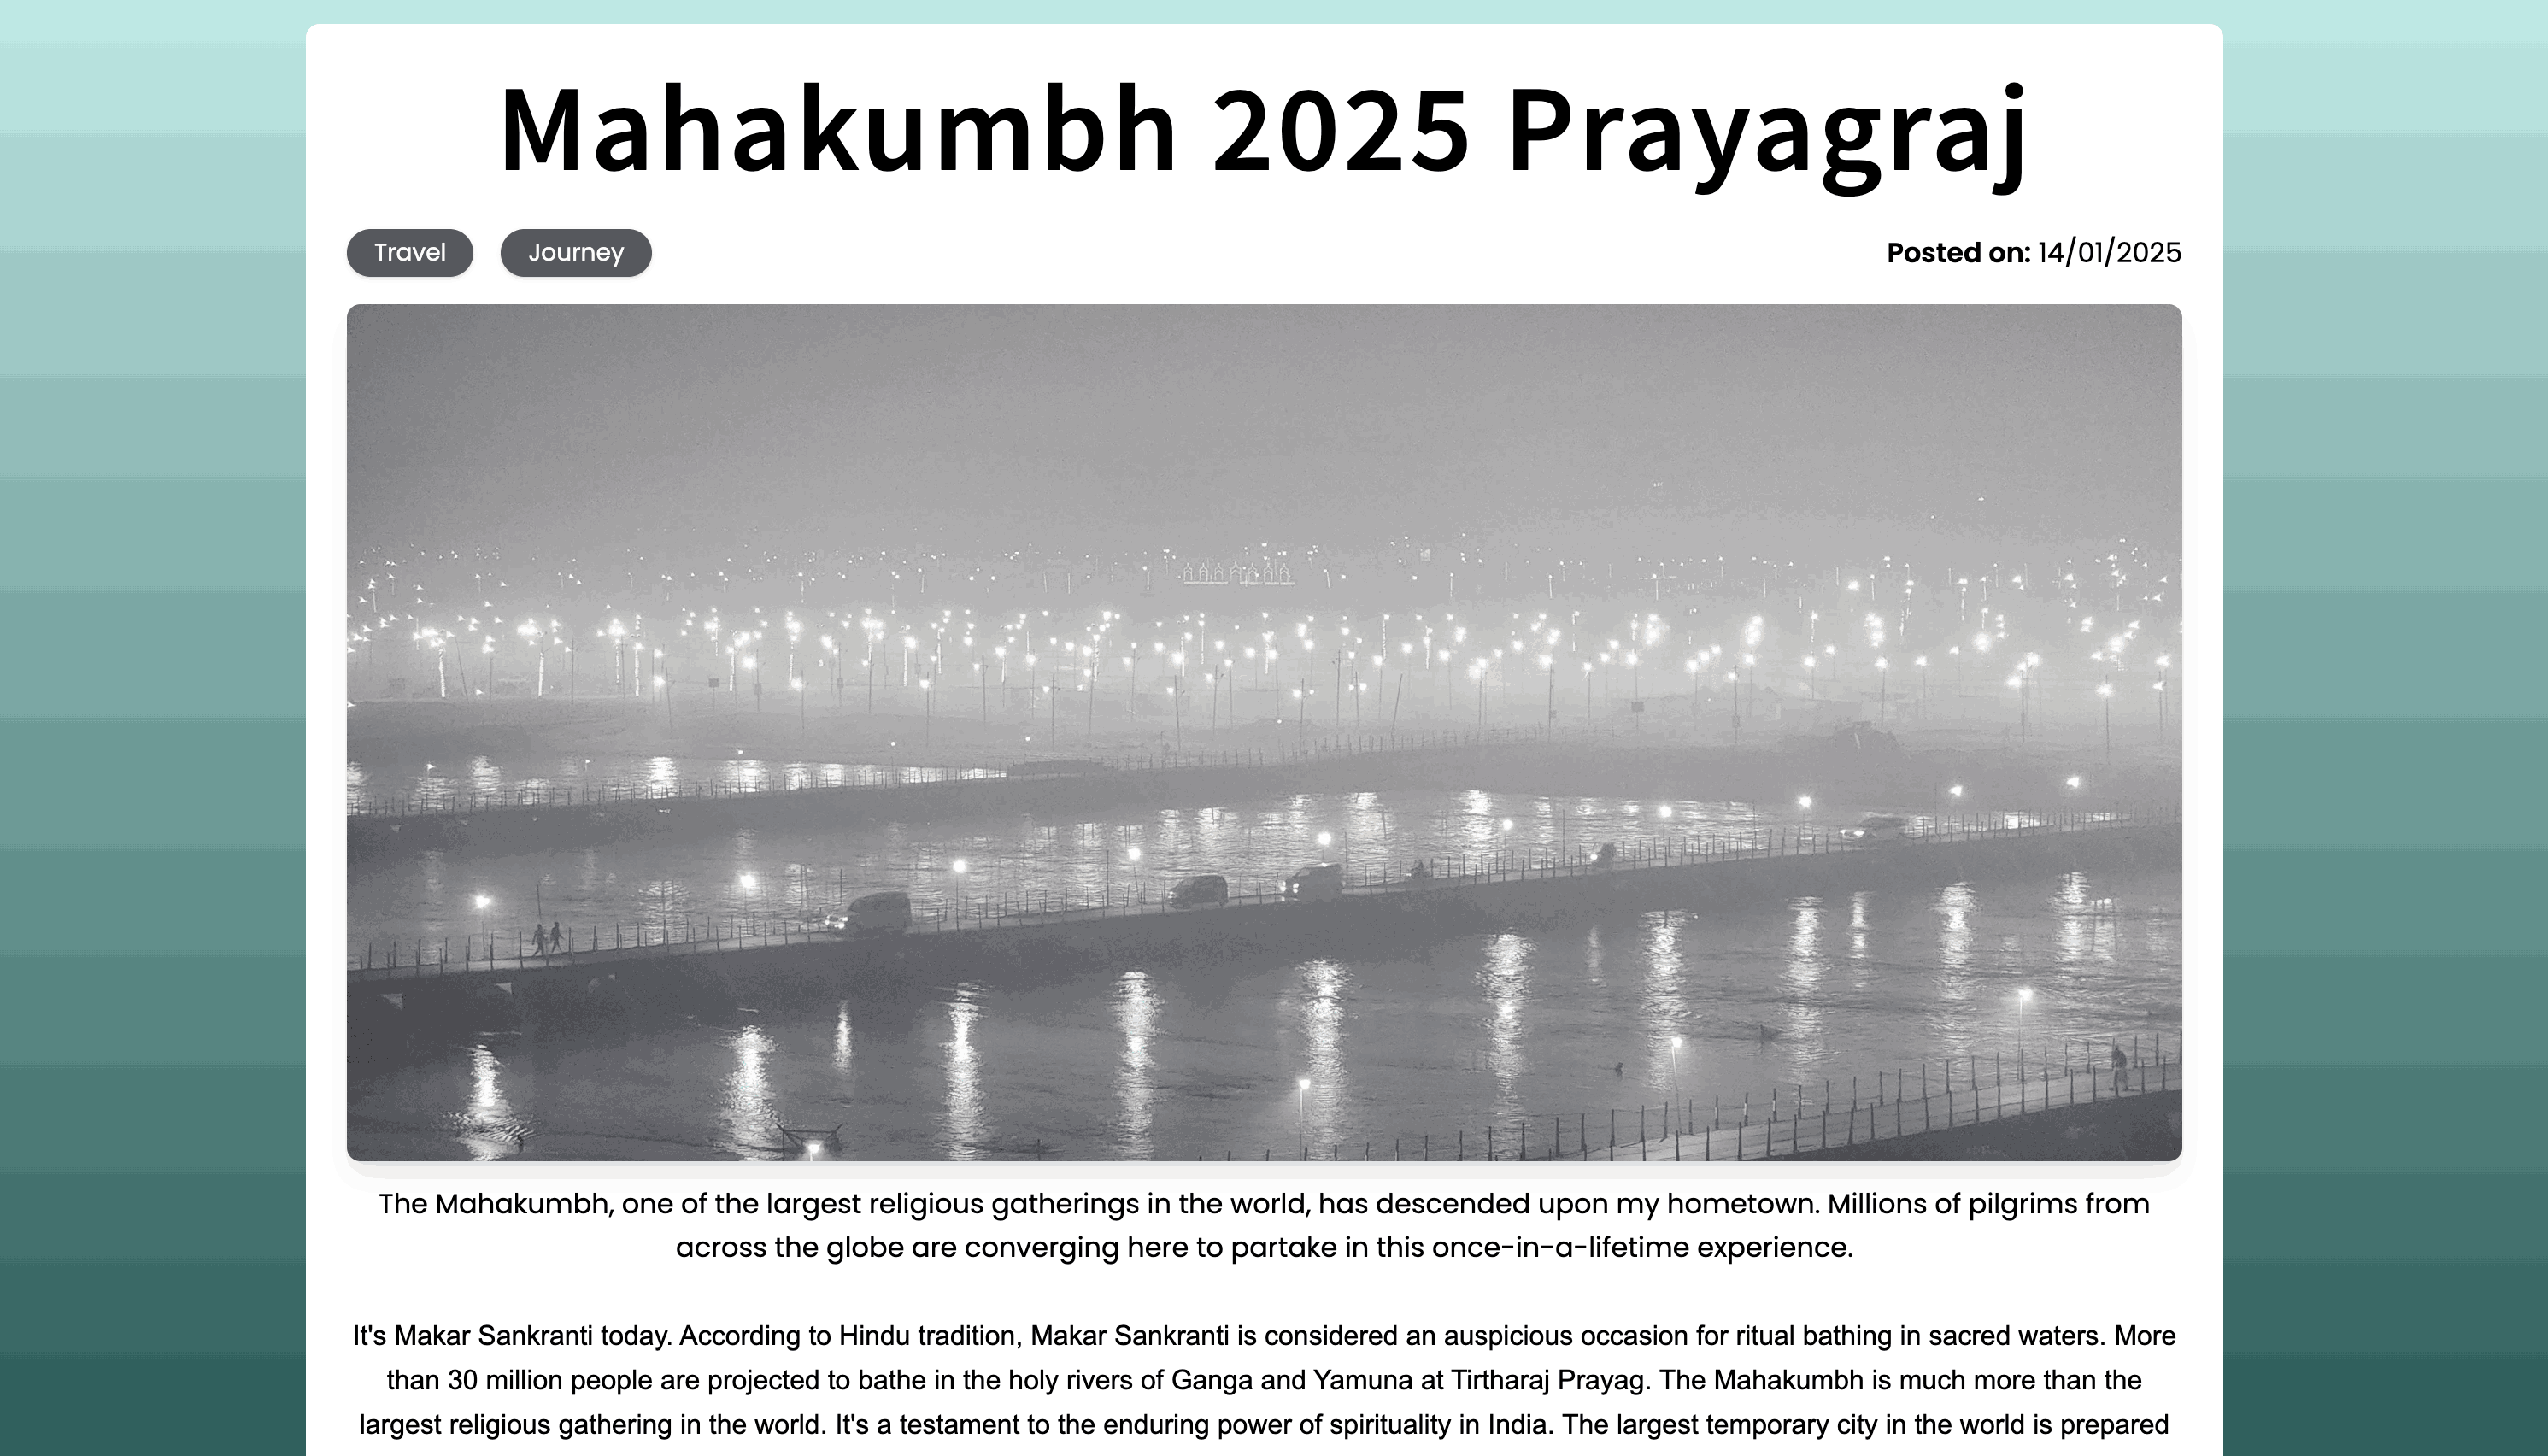 Mahakumbh 2025 Prayagraj
Travel
Journey
Posted on: 14/01/2025
The Mahakumbh, one of the largest religious gatherings in the world, has descended upon my hometown. Millions of pilgrims from
across the globe are converging here to partake in this once-in-a-lifetime experience.
It's Makar Sankranti today. According to Hindu tradition, Makar Sankranti is considered an auspicious occasion for ritual bathing in sacred waters. More
than 30 million people are projected to bathe in the holy rivers of Ganga and Yamuna at Tirtharaj Prayag. The Mahakumbh is much more than the
largest religious gathering in the world. It's a testament to the enduring power of spirituality in India. The largest temporary city in the world is prepared